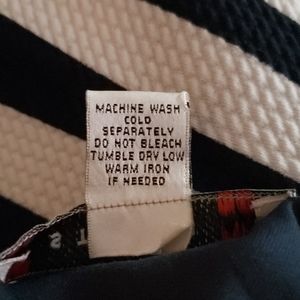 MACHINE WASH
COLD
SEPARATELY
DO NOT BLEACH
TUMBLE DRY LOW
WARM IRON
IF NEEDED